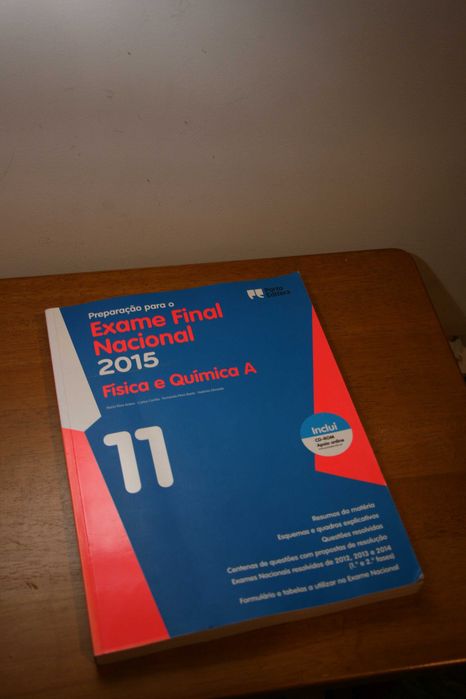 Porto
Editora
Preparação para o
Exame Final
Nacional
2015
Física e Química A
11
Inclui
CD-ROM
Apoio online
Resumos da matéria
Esquemas e quadros explicativos
Questões resolvidas
Centenas de questões com propostas de resolução
Exames Nacionais resolvidos de 2012, 2013 e 2014
(1.ª e 2.ª fases)
Formulário e tabelas a utilizar no Exame Nacional